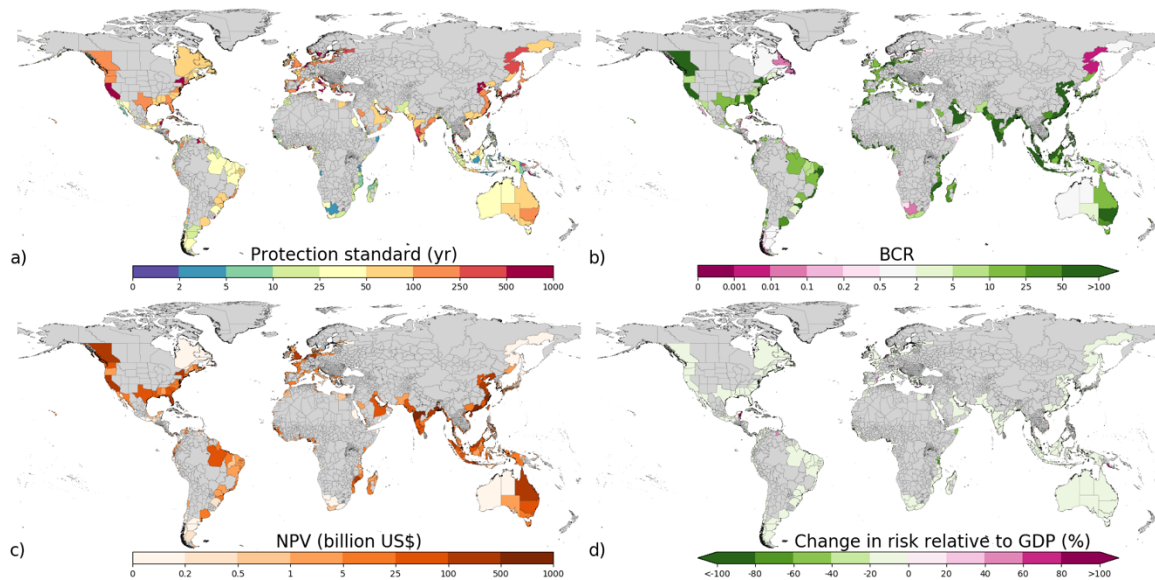 a)
Protection standard (yr)
0 2 5 10 25 50 100 250 500 1000
b)
BCR
0 0.001 0.01 0.1 0.2 0.5 2 5 10 25 50 >100
c)
NPV (billion US$)
0 0.2 0.5 1 5 25 100 500 1000
d)
Change in risk relative to GDP (%)
<-100 -80 -60 -40 -20 0 20 40 60 80 >100